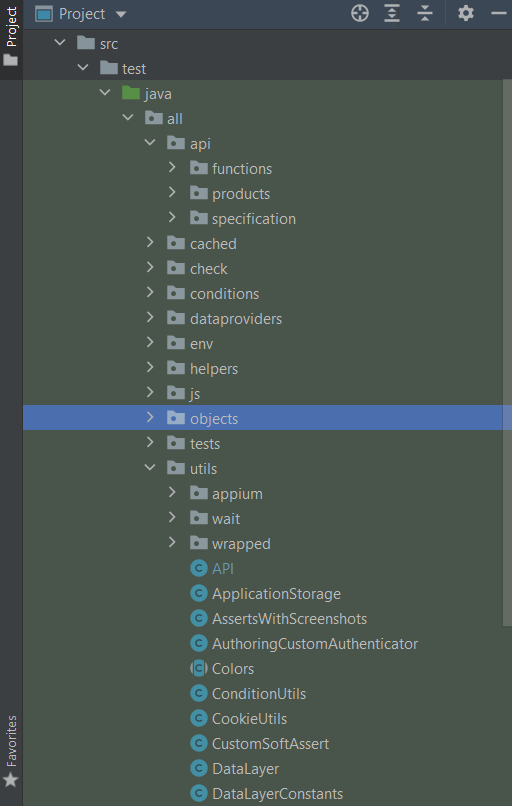 Project
Project
src
test
java
all
api
functions
products
specification
cached
check
conditions
dataproviders
env
helpers
js
objects
tests
utils
appium
wait
wrapped
API
ApplicationStorage
AssertsWithScreenshots
AuthoringCustomAuthenticator
Colors
ConditionUtils
CookieUtils
CustomSoftAssert
DataLayer
DataLayerConstants
Favorites